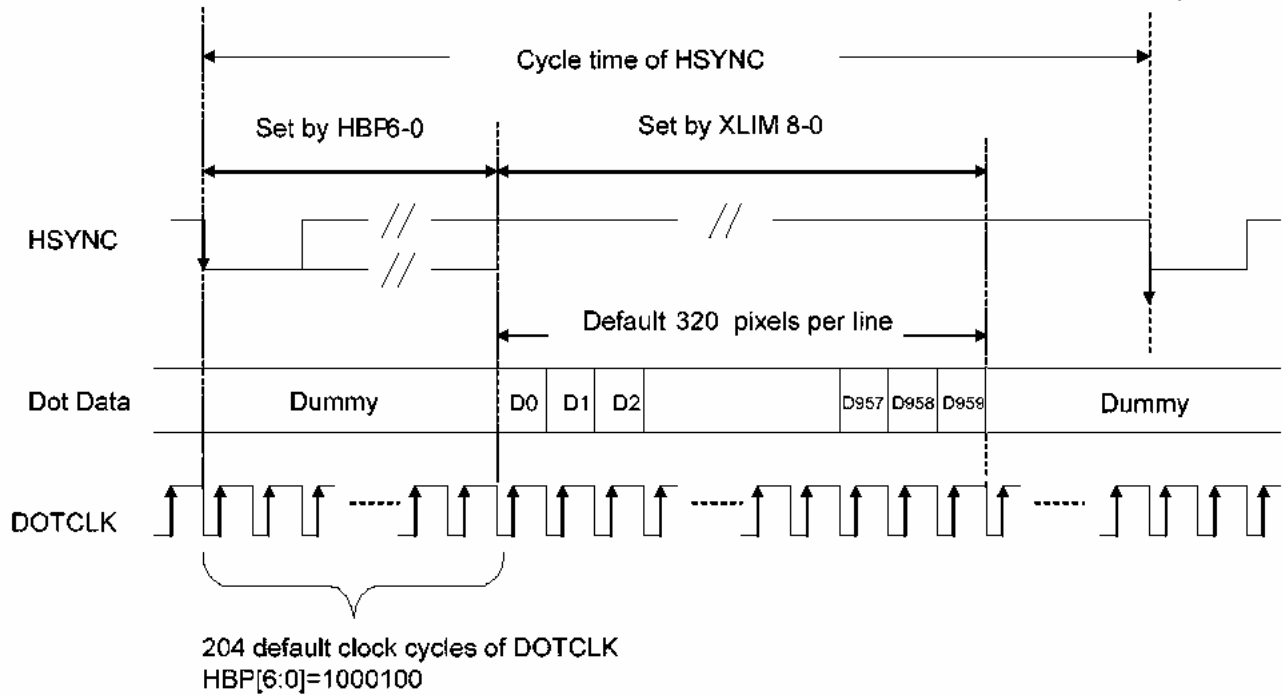 Cycle time of HSYNC
Set by HBP6-0
Set by XLIM 8-0
HSYNC
Default 320 pixels per line
Dot Data
Dummy
D0
D1
D2
D957
D958
D959
Dummy
DOTCLK
204 default clock cycles of DOTCLK
HBP[6:0]=1000100